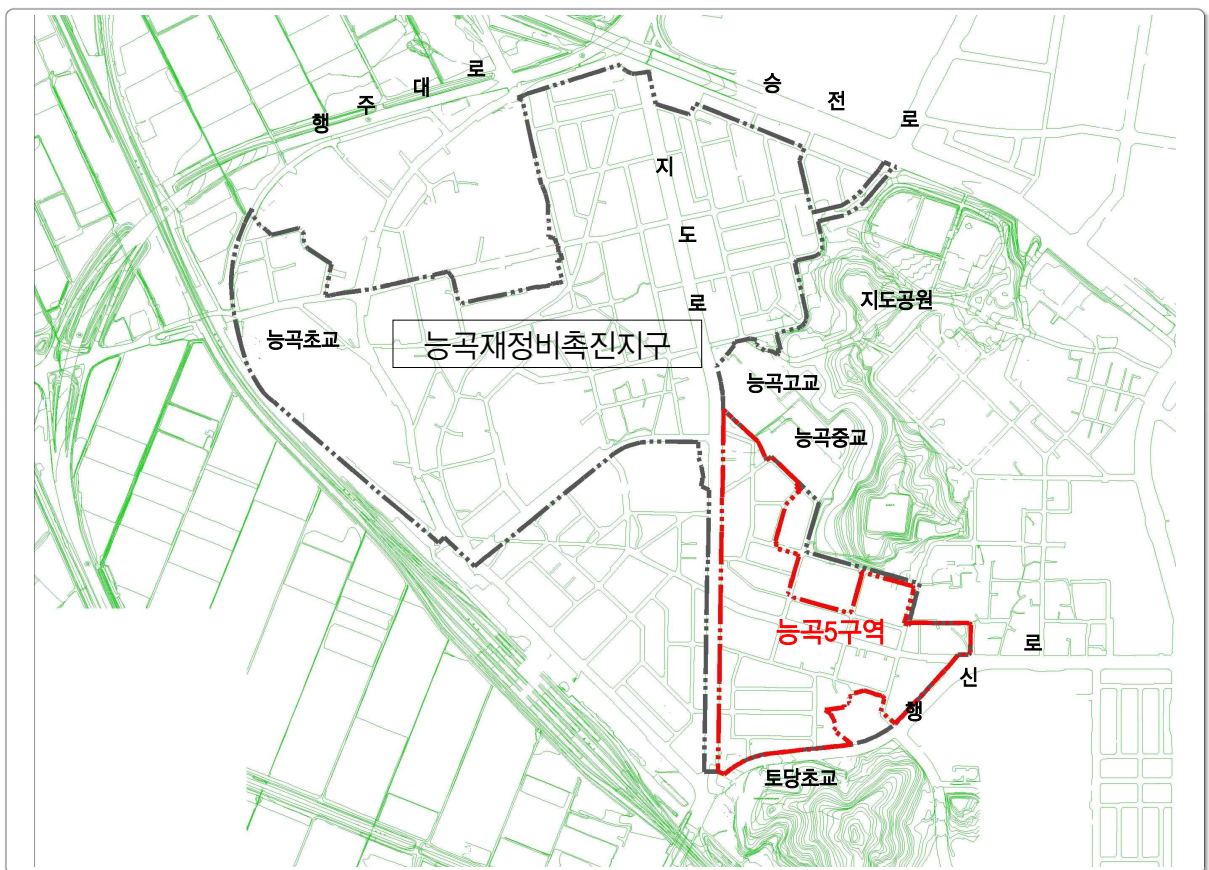 행주대로
승전로
지도로
지도공원
능곡초교
능곡재정비촉진지구
능곡고교
능곡중교
능곡5구역
행신로
토당초교